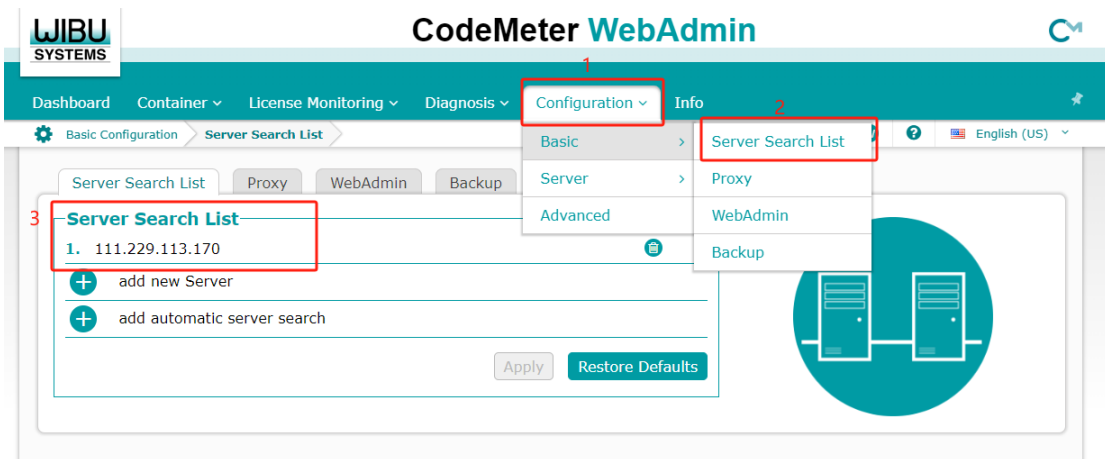 WIBU
SYSTEMS
CodeMeter WebAdmin
CM
1
Dashboard Container License Monitoring Diagnosis Configuration Info
2
Basic Configuration Server Search List
English (US)
Basic
Server
Advanced
Server Search List
Proxy
WebAdmin
Backup
Server Search List Proxy WebAdmin Backup
3
Server Search List
1. 111.229.113.170
add new Server
add automatic server search
Apply Restore Defaults